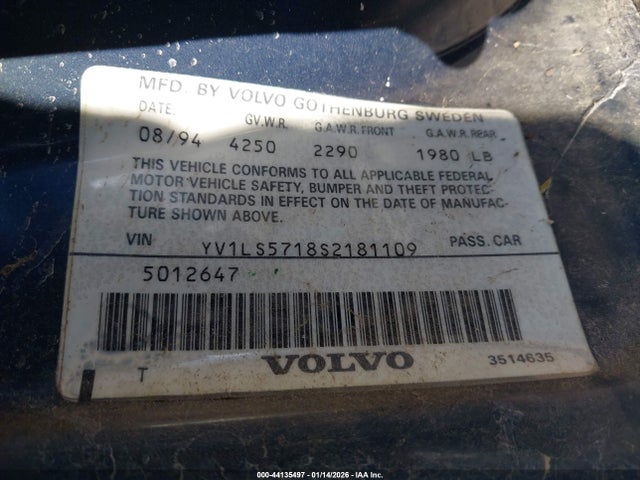 MFD. BY VOLVO GOTHENBURG SWEDEN
DATE. G.V.W.R. G.A.W.R. FRONT G.A.W.R. REAR
08/94 4250 2290 1980 LB
THIS VEHICLE CONFORMS TO ALL APPLICABLE FEDERAL
MOTOR VEHICLE SAFETY, BUMPER AND THEFT PROTEC-
TION STANDARDS IN EFFECT ON THE DATE OF MANUFAC-
TURE SHOWN ABOVE.
VIN YV1LS5718S2181109 PASS. CAR
5012647
T VOLVO 3514635
000-44135497 - 01/14/2026 - IAA Inc.